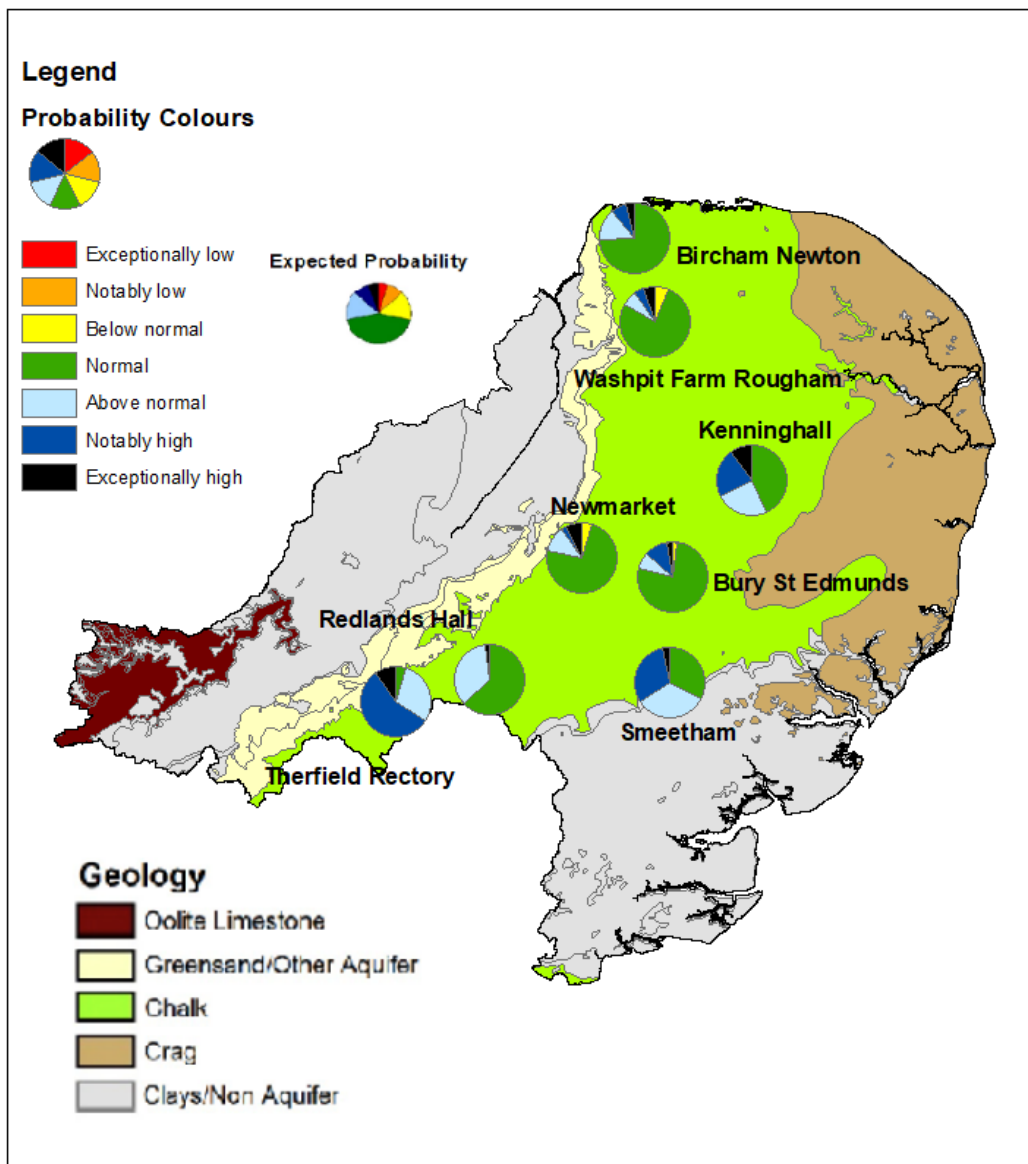 Legend
Probability Colours
Exceptionally low
Notably low
Below normal
Normal
Above normal
Notably high
Exceptionally high
Expected Probability
Bircham Newton
Washpit Farm Rougham
Kenninghall
Newmarket
Bury St Edmunds
Redlands Hall
Smeetham
Therfield Rectory
Geology
Oolite Limestone
Greensand/Other Aquifer
Chalk
Crag
Clays/Non Aquifer